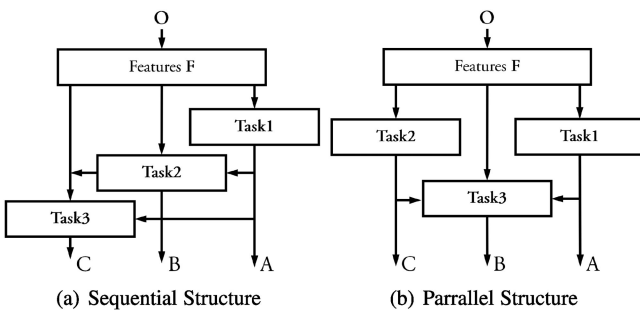 O O
Features F Features F
Task1
Task2 Task1
Task2
Task3
Task3
C B A C B A
(a) Sequential Structure (b) Parrallel Structure